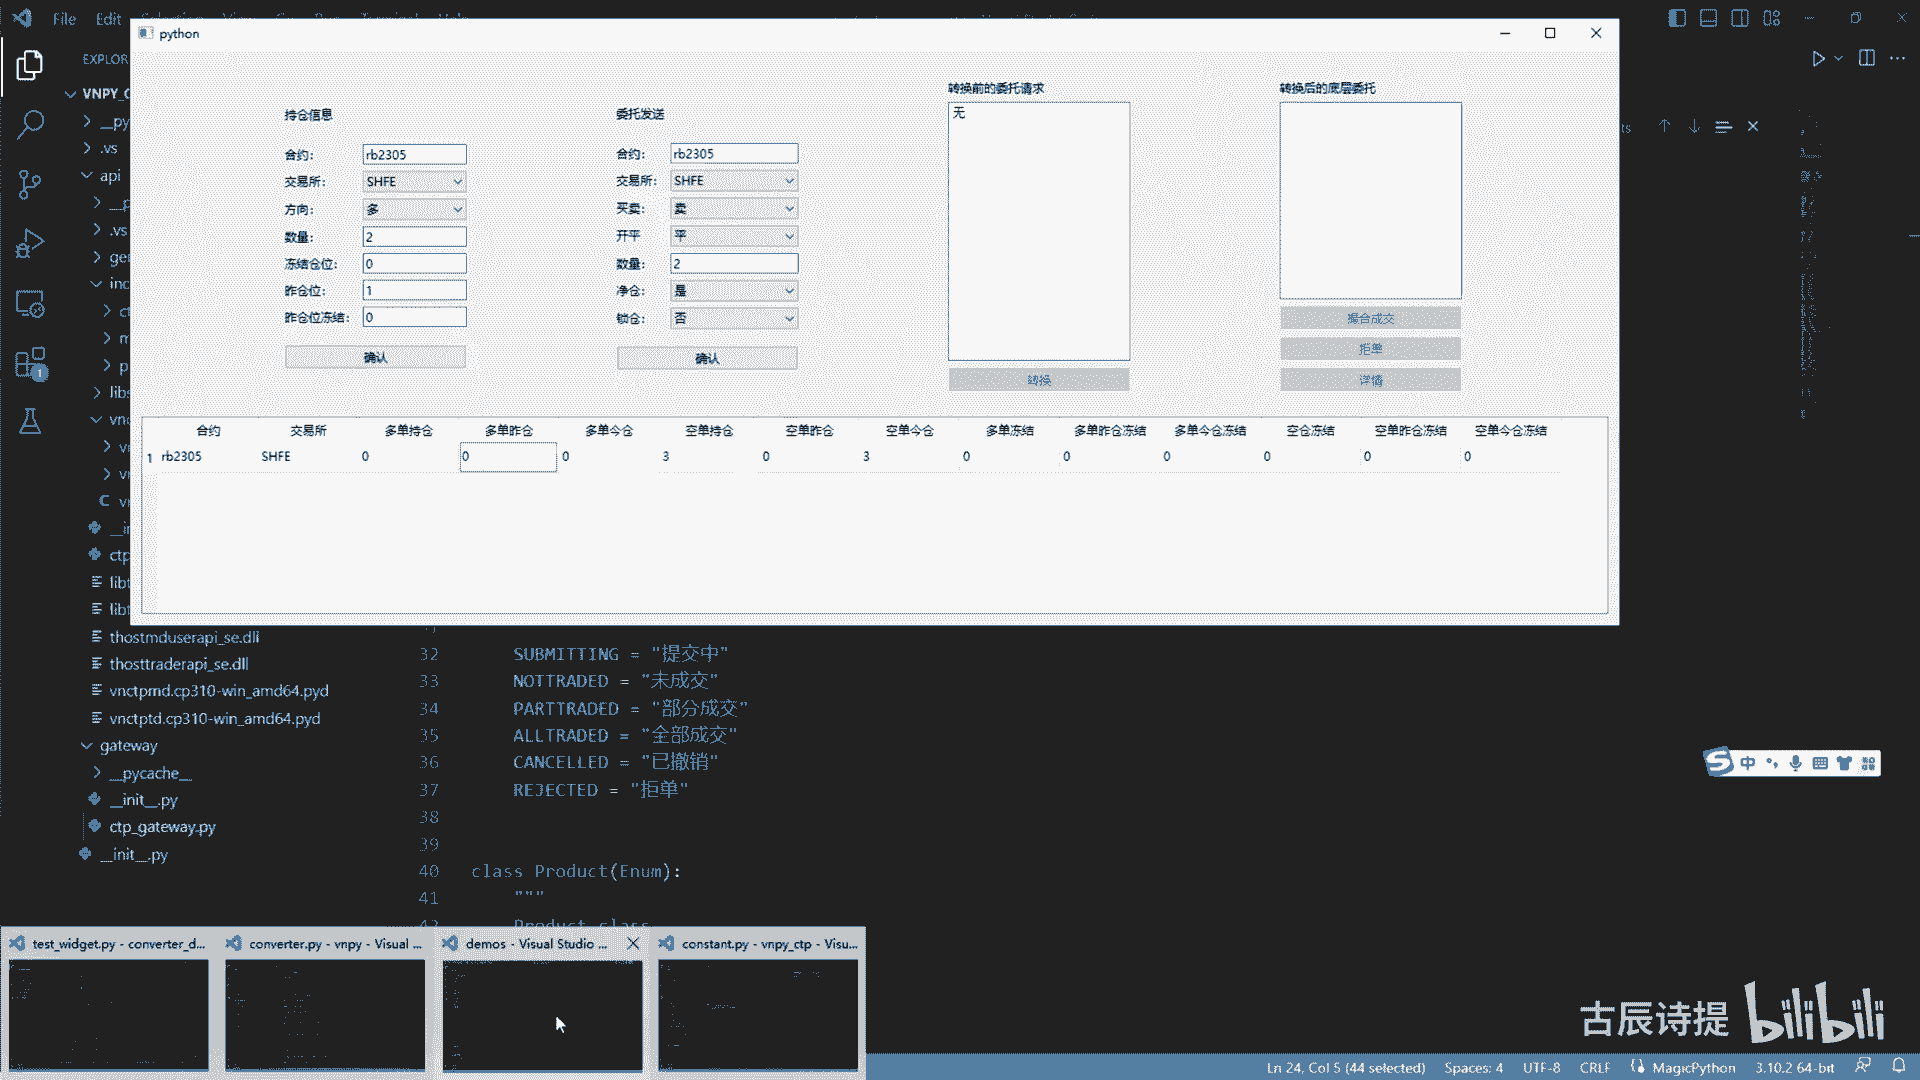 File Edit
python
EXPLOR
VNPY_C
__py
.vs
api
.vs
ger
inc
libs
thostmduserapi_se.dll
thosttraderapi_se.dll
vnctpmd.cp310-win_amd64.pyd
vnctptd.cp310-win_amd64.pyd
gateway
__pycache__
__init__.py
ctp_gateway.py
__init__.py
持仓信息
合约: rb2305
交易所: SHFE
方向: 多
数量: 2
冻结仓位: 0
昨仓位: 1
昨仓位冻结: 0
确认
委托发送
合约: rb2305
交易所: SHFE
买卖: 卖
开平 平
数量: 2
净仓: 是
锁仓: 否
确认
转换前的委托请求
无
转换
转换后的底层委托
撮合成交
拒单
详情
合约 交易所 多单持仓 多单昨仓 多单今仓 空单持仓 空单昨仓 空单今仓 多单冻结 多单昨仓冻结 多单今仓冻结 空仓冻结 空单昨仓冻结 空单今仓冻结
1 rb2305 SHFE 0 0 0 3 0 3 0 0 0 0 0 0
32 SUBMITTING = "提交中"
33 NOTTRADED = "未成交"
34 PARTTRADED = "部分成交"
35 ALLTRADED = "全部成交"
36 CANCELLED = "已撤销"
37 REJECTED = "拒单"
38
39
40 class Product(Enum):
41 """
test_widget.py - converter_d...
converter.py - vnpy - Visual ...
demos - Visual Studio ...
constant.py - vnpy_ctp - Visu...
中
古辰诗提 bilibili
Ln 24, Col 5 (44 selected) Spaces: 4 UTF-8 CRLF MagicPython 3.10.2 64-bit